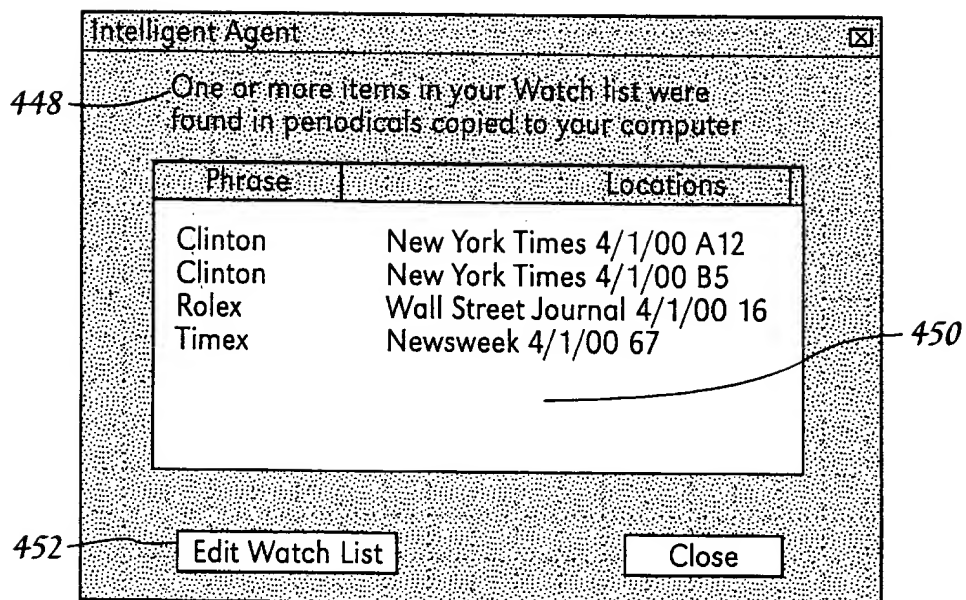 Intelligent Agent
448 One or more items in your Watch list were
found in periodicals copied to your computer
Phrase Locations
Clinton New York Times 4/1/00 A12
Clinton New York Times 4/1/00 B5
Rolex Wall Street Journal 4/1/00 16
Timex Newsweek 4/1/00 67
450
452 Edit Watch List Close